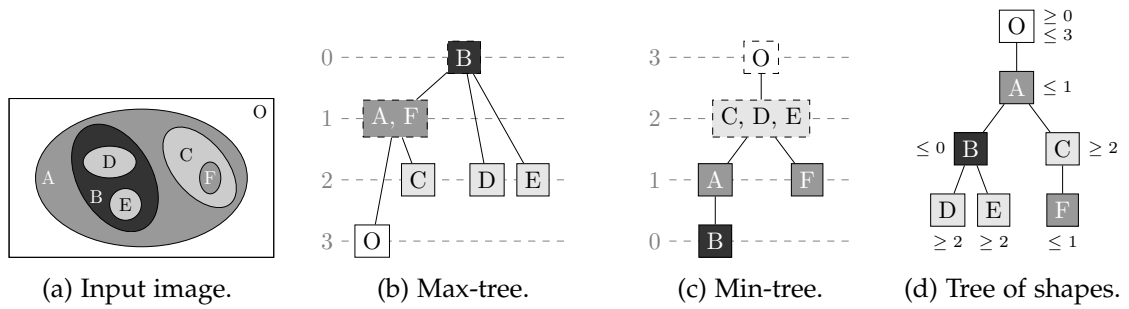 O
A
B
C
D
E
F
(a) Input image.
0
B
1
A, F
2
C
D
E
3
O
(b) Max-tree.
3
O
2
C, D, E
1
A
F
0
B
(c) Min-tree.
O
≥ 0
≤ 3
A
≤ 1
≤ 0
B
C
≥ 2
D
E
F
≥ 2
≥ 2
≤ 1
(d) Tree of shapes.